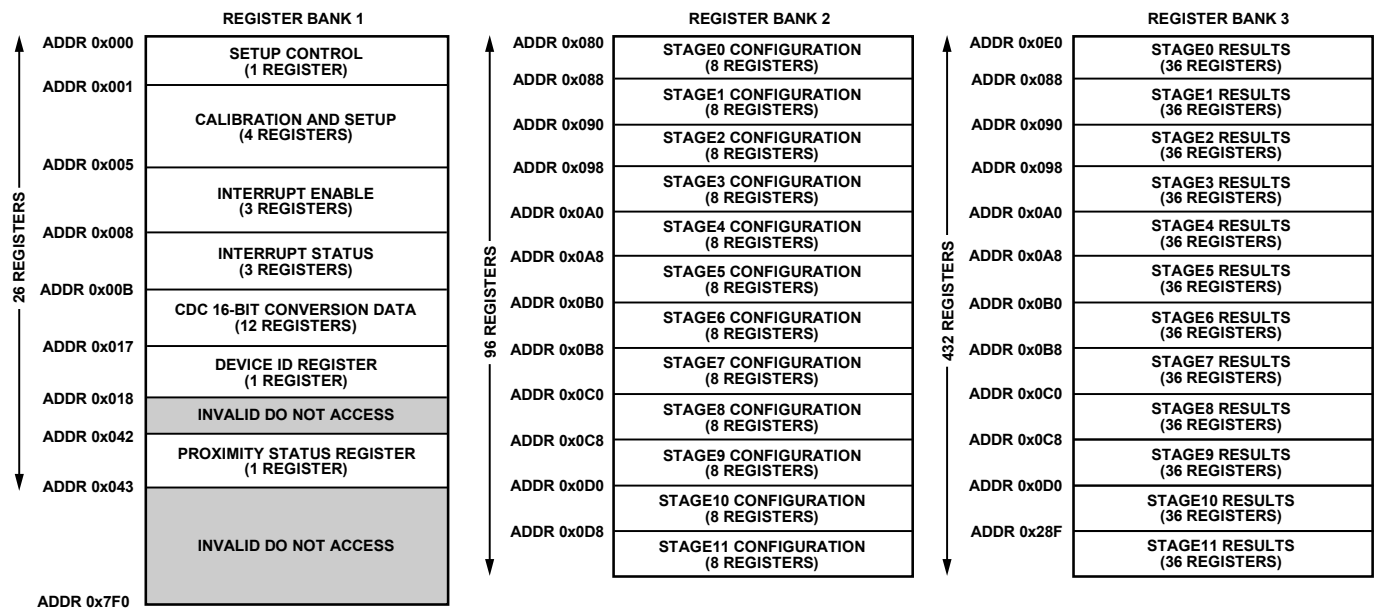 REGISTER BANK 1
ADDR 0x000
SETUP CONTROL
(1 REGISTER)
ADDR 0x001
CALIBRATION AND SETUP
(4 REGISTERS)
ADDR 0x005
INTERRUPT ENABLE
(3 REGISTERS)
ADDR 0x008
INTERRUPT STATUS
(3 REGISTERS)
ADDR 0x00B
CDC 16-BIT CONVERSION DATA
(12 REGISTERS)
ADDR 0x017
DEVICE ID REGISTER
(1 REGISTER)
ADDR 0x018
INVALID DO NOT ACCESS
ADDR 0x042
PROXIMITY STATUS REGISTER
(1 REGISTER)
ADDR 0x043
INVALID DO NOT ACCESS
ADDR 0x7F0
26 REGISTERS
REGISTER BANK 2
ADDR 0x080
STAGE0 CONFIGURATION
(8 REGISTERS)
ADDR 0x088
STAGE1 CONFIGURATION
(8 REGISTERS)
ADDR 0x090
STAGE2 CONFIGURATION
(8 REGISTERS)
ADDR 0x098
STAGE3 CONFIGURATION
(8 REGISTERS)
ADDR 0x0A0
STAGE4 CONFIGURATION
(8 REGISTERS)
ADDR 0x0A8
STAGE5 CONFIGURATION
(8 REGISTERS)
ADDR 0x0B0
STAGE6 CONFIGURATION
(8 REGISTERS)
ADDR 0x0B8
STAGE7 CONFIGURATION
(8 REGISTERS)
ADDR 0x0C0
STAGE8 CONFIGURATION
(8 REGISTERS)
ADDR 0x0C8
STAGE9 CONFIGURATION
(8 REGISTERS)
ADDR 0x0D0
STAGE10 CONFIGURATION
(8 REGISTERS)
ADDR 0x0D8
STAGE11 CONFIGURATION
(8 REGISTERS)
96 REGISTERS
REGISTER BANK 3
ADDR 0x0E0
STAGE0 RESULTS
(36 REGISTERS)
ADDR 0x088
STAGE1 RESULTS
(36 REGISTERS)
ADDR 0x090
STAGE2 RESULTS
(36 REGISTERS)
ADDR 0x098
STAGE3 RESULTS
(36 REGISTERS)
ADDR 0x0A0
STAGE4 RESULTS
(36 REGISTERS)
ADDR 0x0A8
STAGE5 RESULTS
(36 REGISTERS)
ADDR 0x0B0
STAGE6 RESULTS
(36 REGISTERS)
ADDR 0x0B8
STAGE7 RESULTS
(36 REGISTERS)
ADDR 0x0C0
STAGE8 RESULTS
(36 REGISTERS)
ADDR 0x0C8
STAGE9 RESULTS
(36 REGISTERS)
ADDR 0x0D0
STAGE10 RESULTS
(36 REGISTERS)
ADDR 0x28F
STAGE11 RESULTS
(36 REGISTERS)
432 REGISTERS